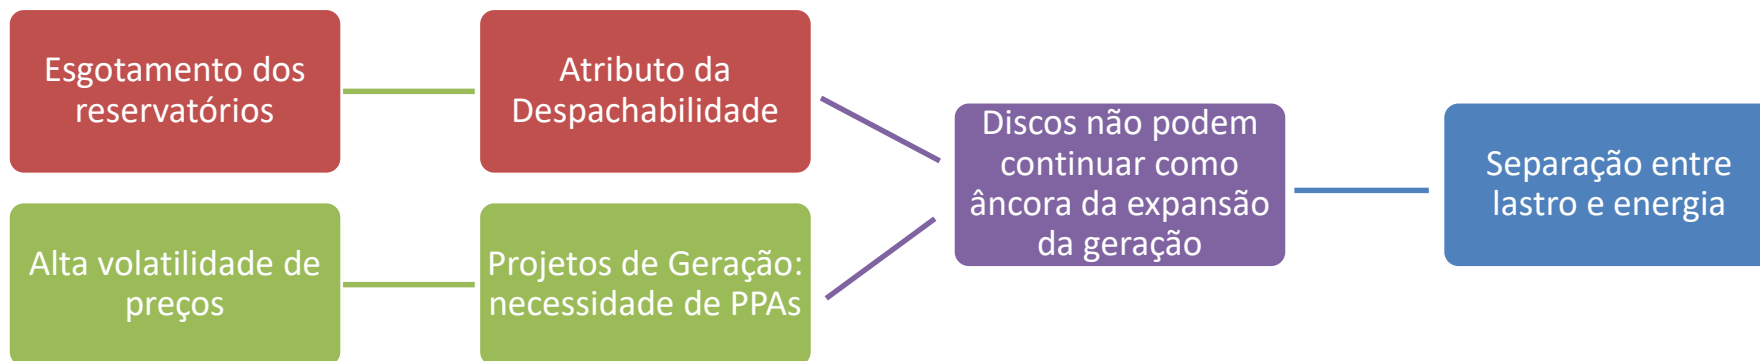 Esgotamento dos
reservatórios
Atributo da
Despachabilidade
Alta volatilidade de
preços
Projetos de Geração:
necessidade de PPAs
Discos não podem
continuar como
âncora da expansão
da geração
Separação entre
lastro e energia